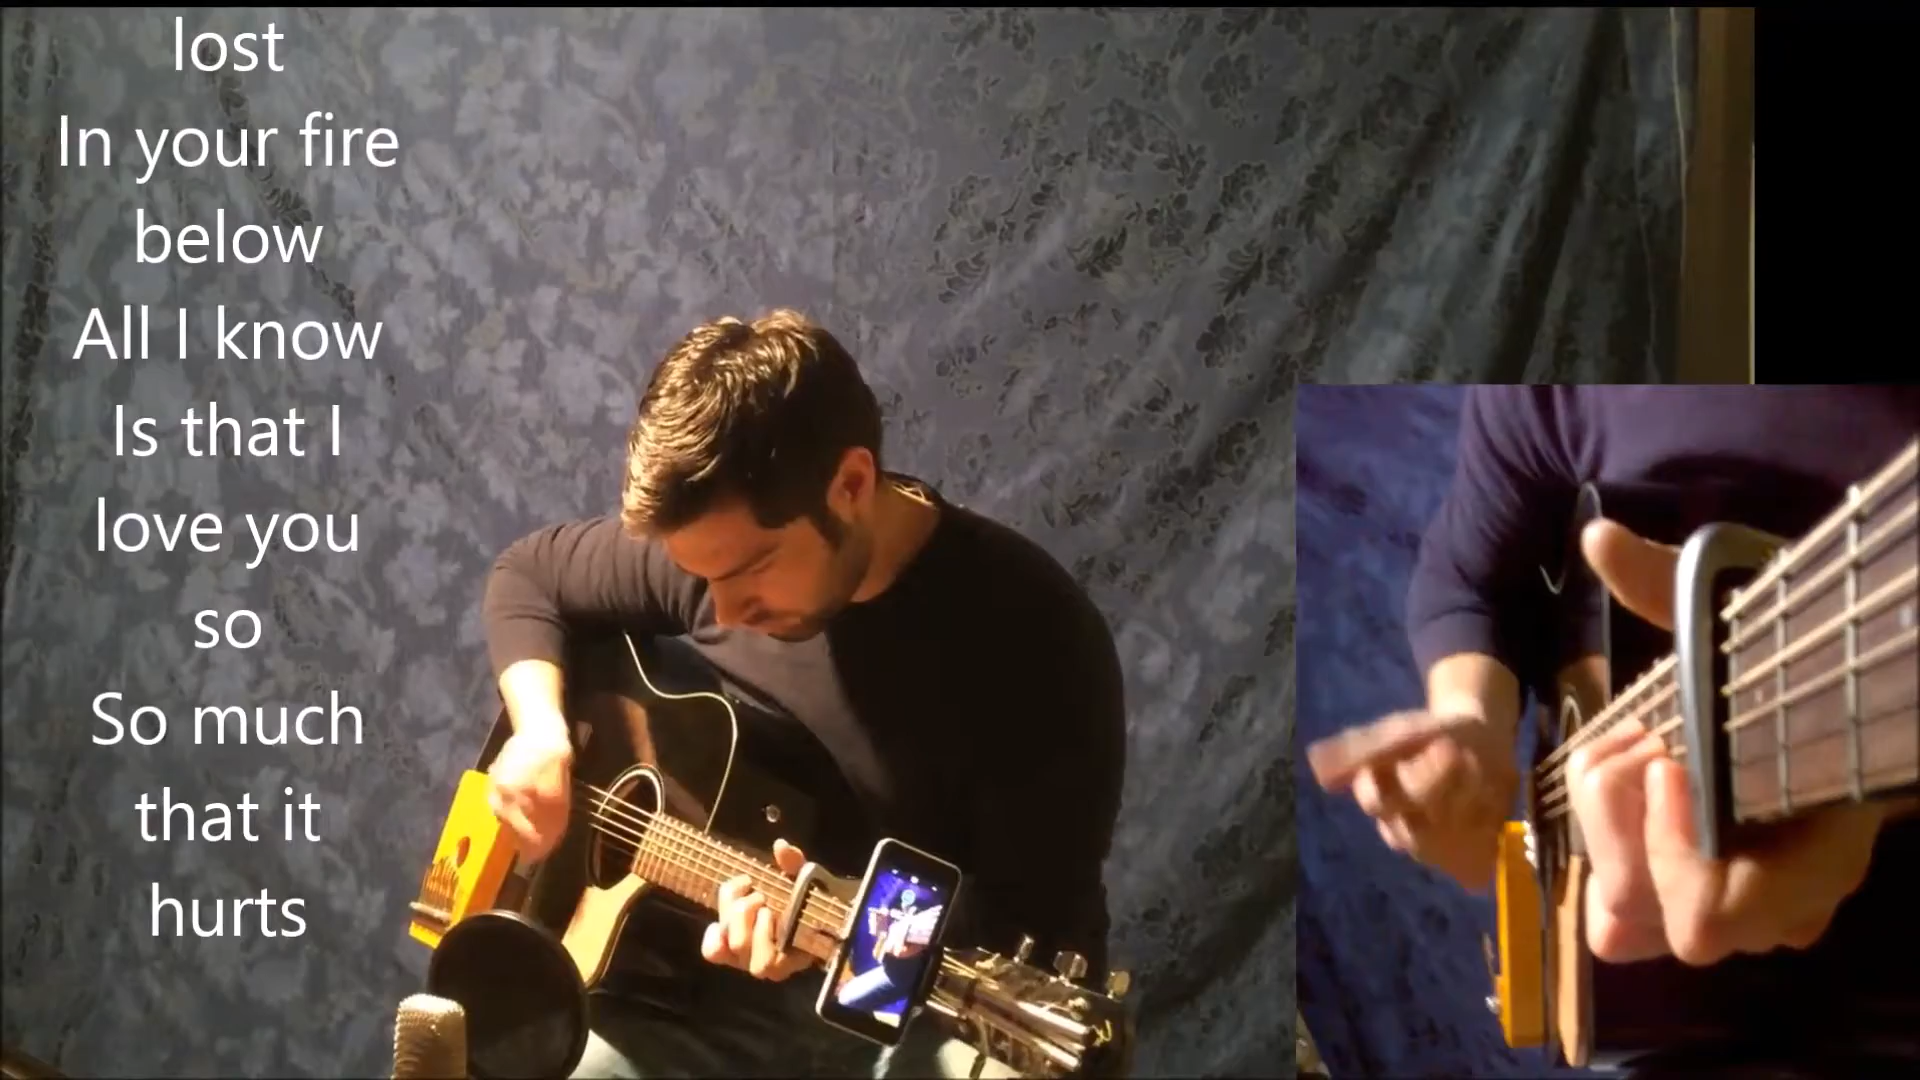 lost
In your fire
below
All I know
Is that I
love you
so
So much
that it
hurts